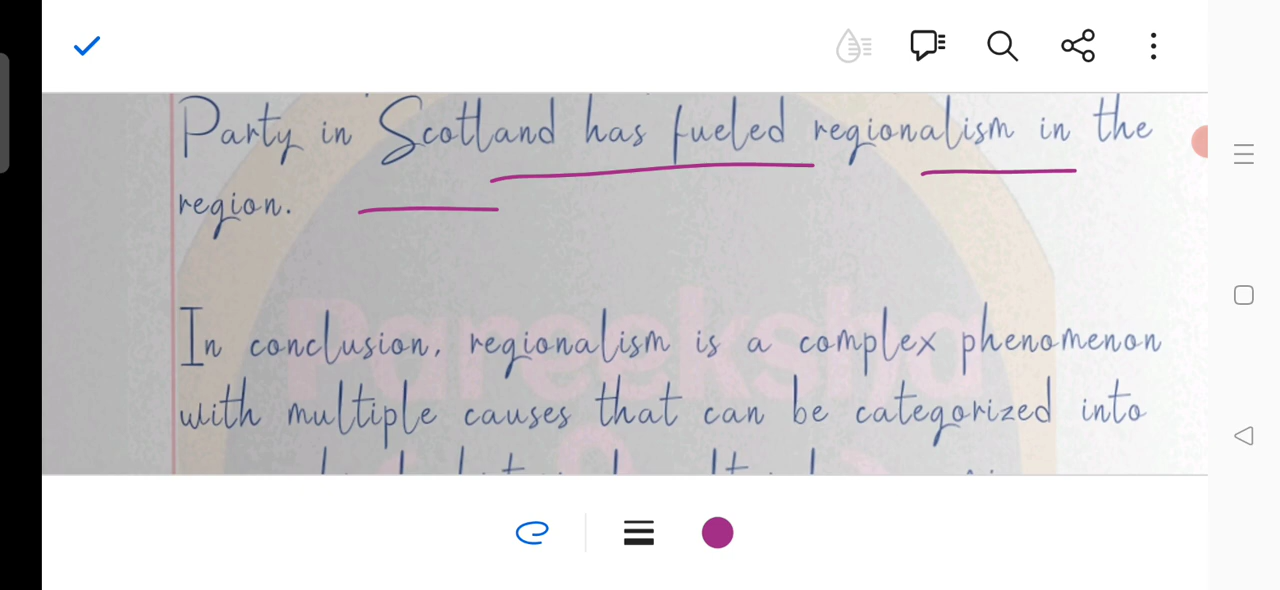 Party in Scotland has fueled regionalism in the
region.
Pareeksha
In conclusion, regionalism is a complex phenomenon
with multiple causes that can be categorized into